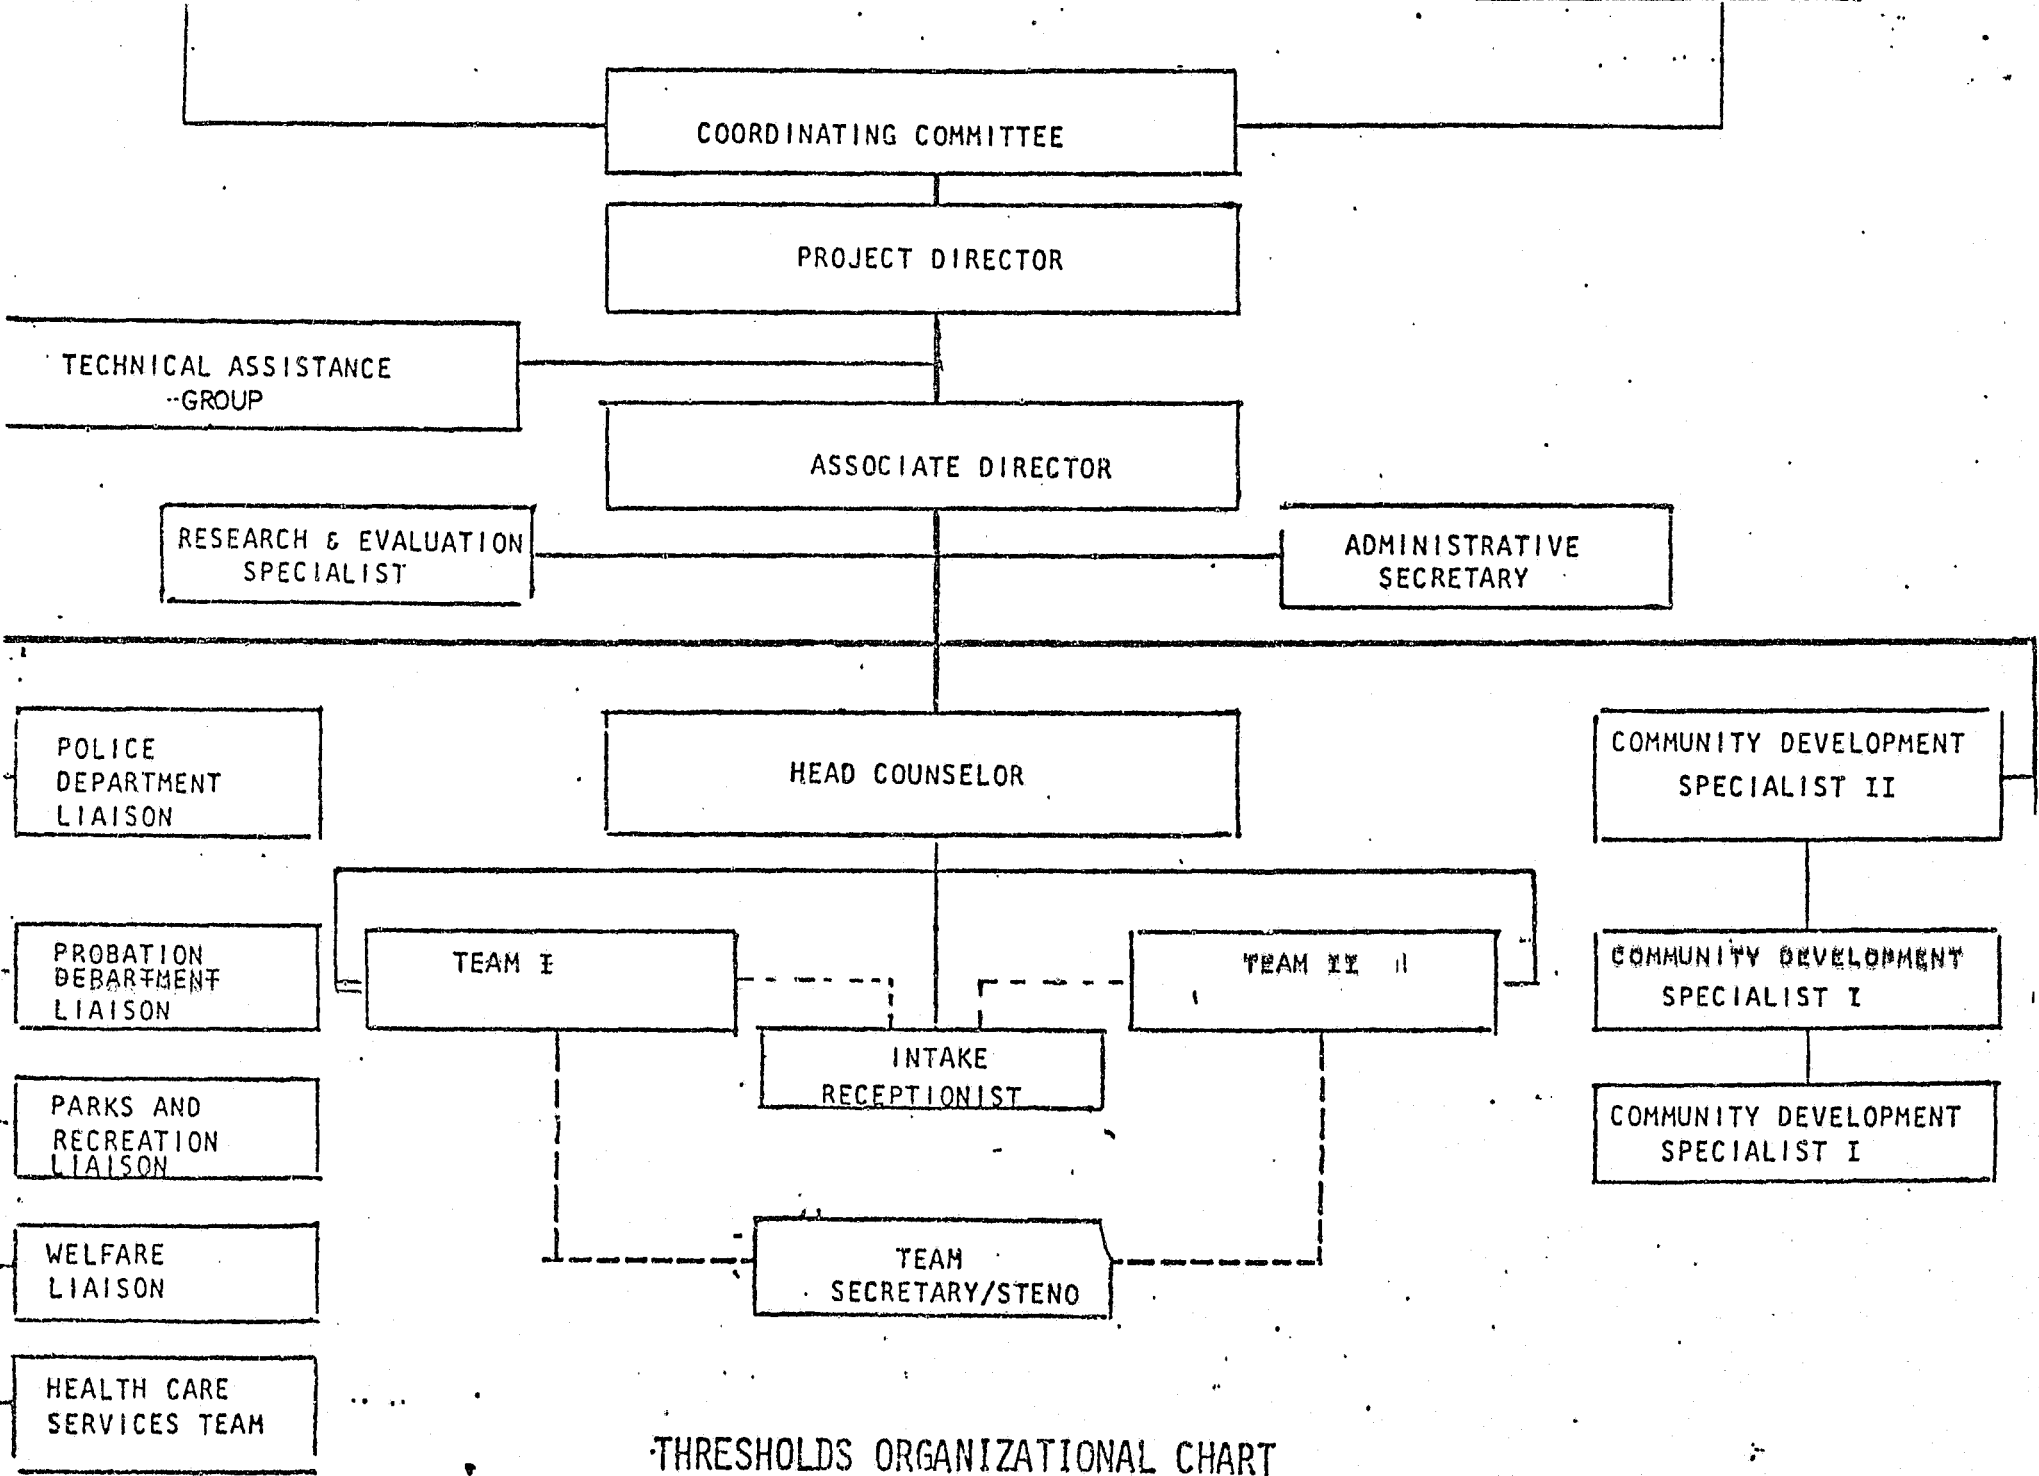 COORDINATING COMMITTEE
PROJECT DIRECTOR
TECHNICAL ASSISTANCE
GROUP
ASSOCIATE DIRECTOR
RESEARCH & EVALUATION
SPECIALIST
ADMINISTRATIVE
SECRETARY
POLICE
DEPARTMENT
LIAISON
HEAD COUNSELOR
COMMUNITY DEVELOPMENT
SPECIALIST II
PROBATION
DEPARTMENT
LIAISON
TEAM I
TEAM II
COMMUNITY DEVELOPMENT
SPECIALIST I
INTAKE
RECEPTIONIST
PARKS AND
RECREATION
LIAISON
COMMUNITY DEVELOPMENT
SPECIALIST I
WELFARE
LIAISON
TEAM
SECRETARY/STENO
HEALTH CARE
SERVICES TEAM
THRESHOLDS ORGANIZATIONAL CHART